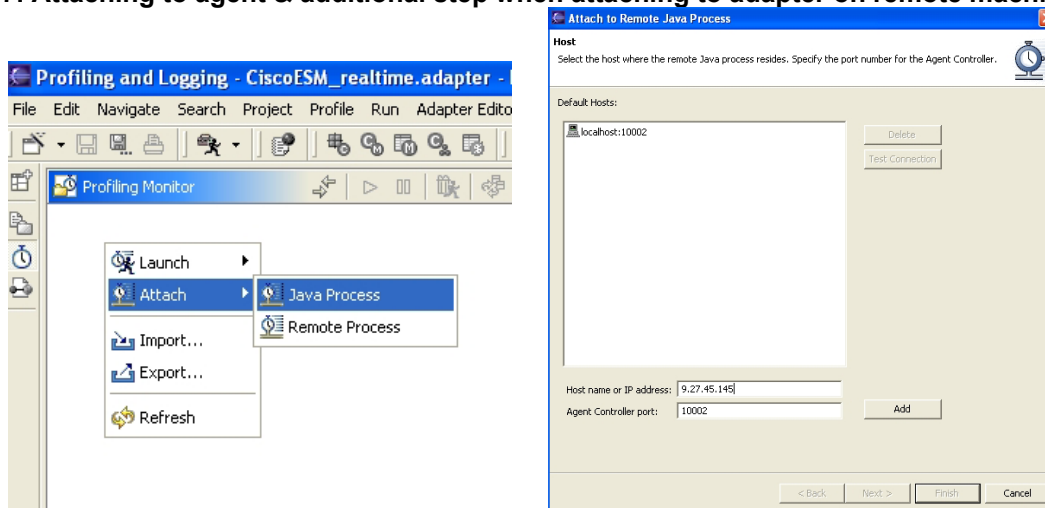 Attaching to agent & additional step when attaching to adapter on remote
Profiling and Logging - CiscoESM_realtime.adapter -
File Edit Navigate Search Project Profile Run Adapter Edito
Profiling Monitor
Launch
Attach
Import...
Export...
Refresh
Java Process
Remote Process
Attach to Remote Java Process
Host
Select the host where the remote Java process resides. Specify the port number for the Agent Controller.
Default Hosts:
localhost:10002
Delete
Test Connection
Host name or IP address: 9.27.45.145
Agent Controller port: 10002
Add
< Back Next > Finish Cancel